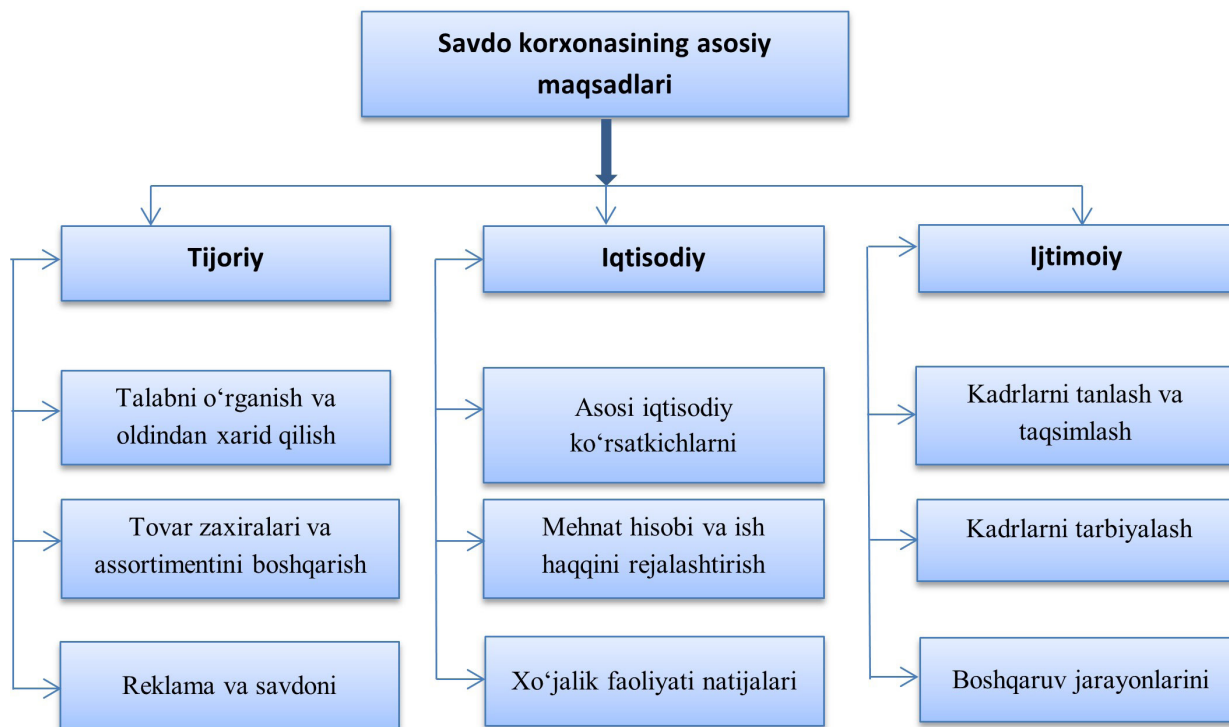 Savdo korxonasining asosiy
maqsadlari
Tijoriy
Iqtisodiy
Ijtimoiy
Talabni o‘rganish va
oldindan xarid qilish
Asosi iqtisodiy
ko‘rsatkichlarni
Kadrlarni tanlash va
taqsimlash
Tovar zaxiralari va
assortimentini boshqarish
Mehnat hisobi va ish
haqqini rejalashtirish
Kadrlarni tarbiyalash
Reklama va savdoni
Xo‘jalik faoliyati natijalari
Boshqaruv jarayonlarini